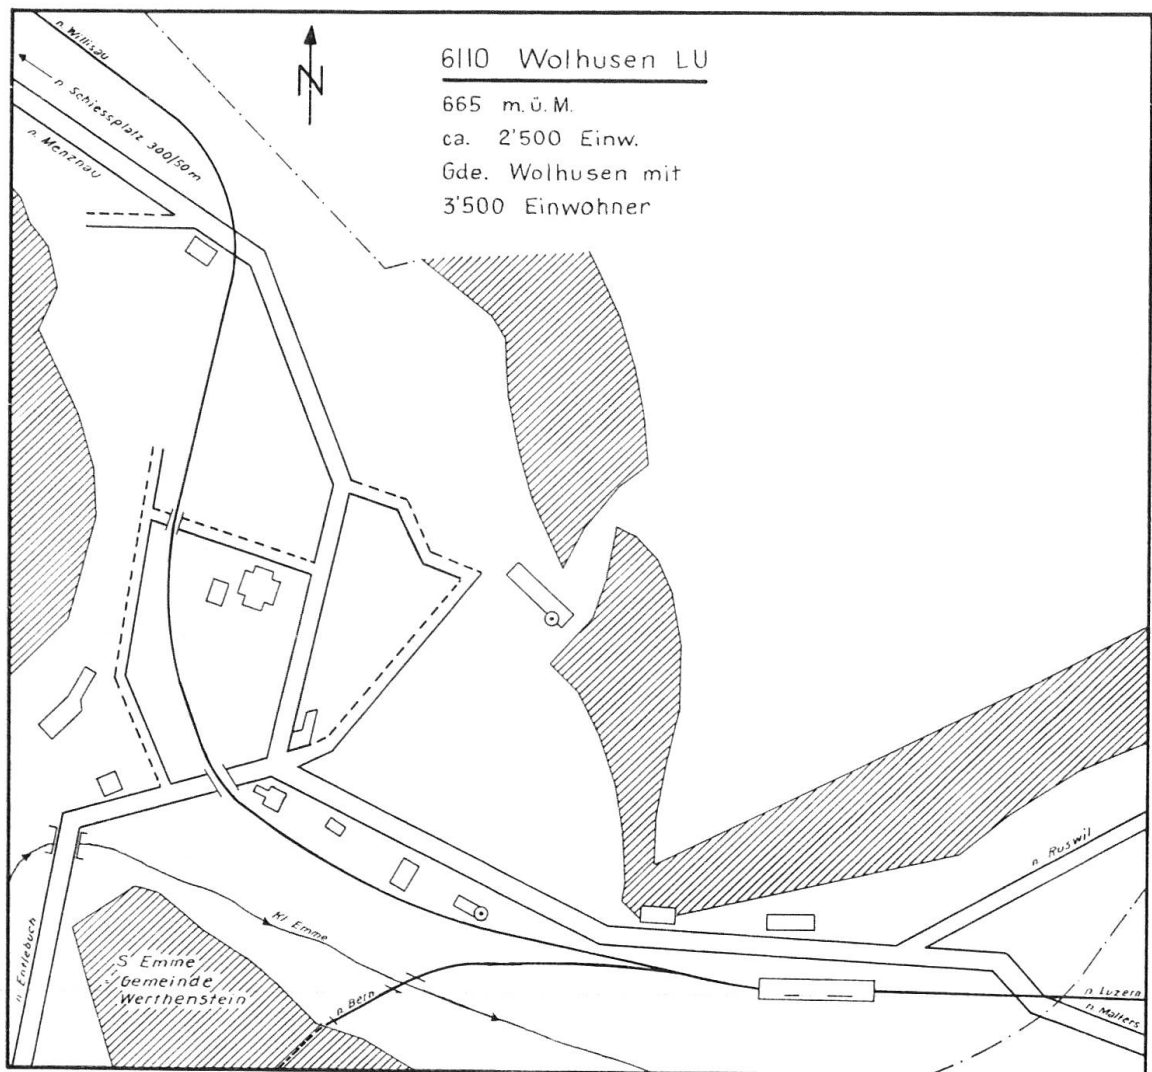 n. Willisau
n. Schiessplatz 300/50m
n. Menznau
N
6110 Wolhusen LU
665 m.ü.M.
ca. 2'500 Einw.
Gde. Wolhusen mit
3'500 Einwohner
n. Ruswil
n. Entlebuch
Kl. Emme
S Emme
Gemeinde
Werthenstein
n. Bern
n. Luzern
n. Malters